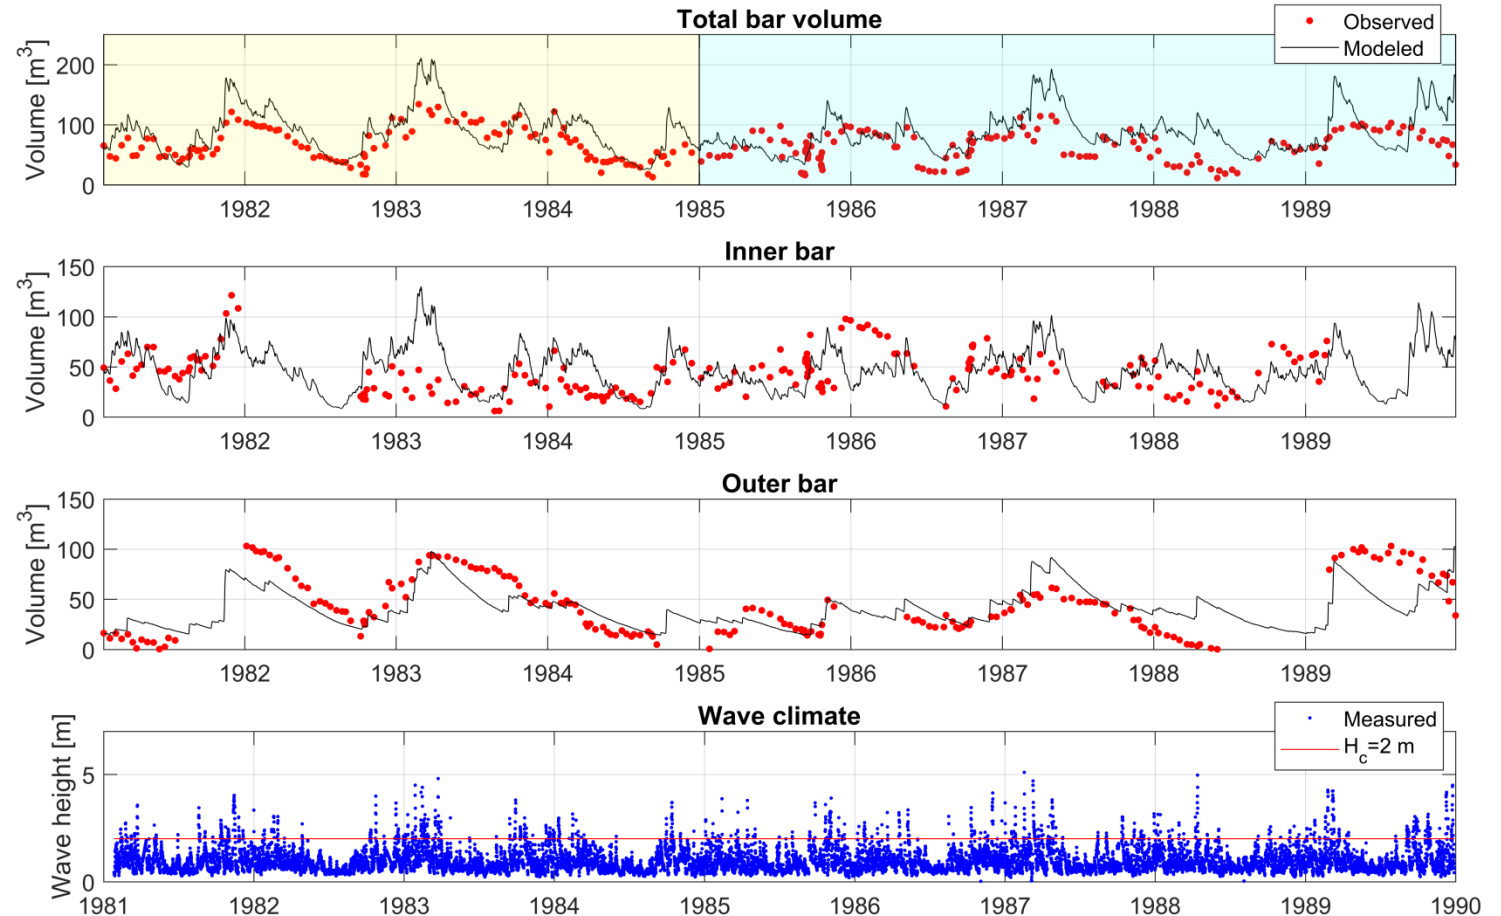 Total bar volume
Observed
Modeled
Volume [m³]
200
100
0
1982 1983 1984 1985 1986 1987 1988 1989
Inner bar
Volume [m³]
150
100
50
0
1982 1983 1984 1985 1986 1987 1988 1989
Outer bar
Volume [m³]
150
100
50
0
1982 1983 1984 1985 1986 1987 1988 1989
Wave climate
Measured
H_c=2 m
Wave height [m]
5
0
1981 1982 1983 1984 1985 1986 1987 1988 1989 1990